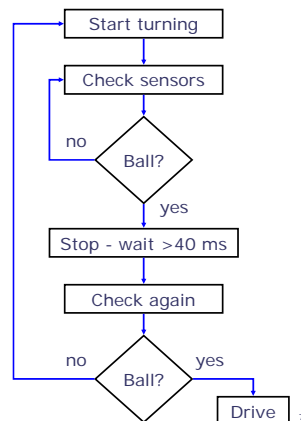 Start turning
Check sensors
no
Ball?
yes
Stop - wait >40 ms
Check again
no
yes
Ball?
Drive